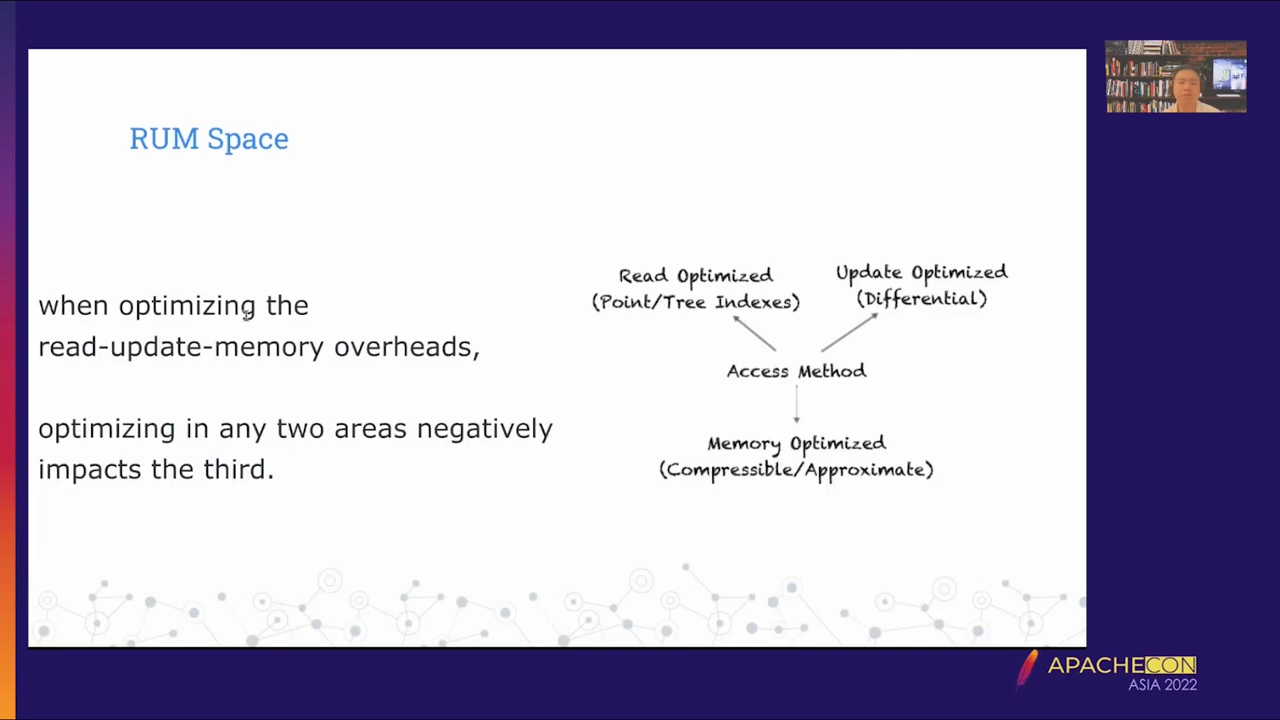 RUM Space
when optimizing the
read-update-memory overheads,
optimizing in any two areas negatively
impacts the third.
Read Optimized
(Point/Tree Indexes)
Update Optimized
(Differential)
Access Method
Memory Optimized
(Compressible/Approximate)
APACHECON
ASIA 2022